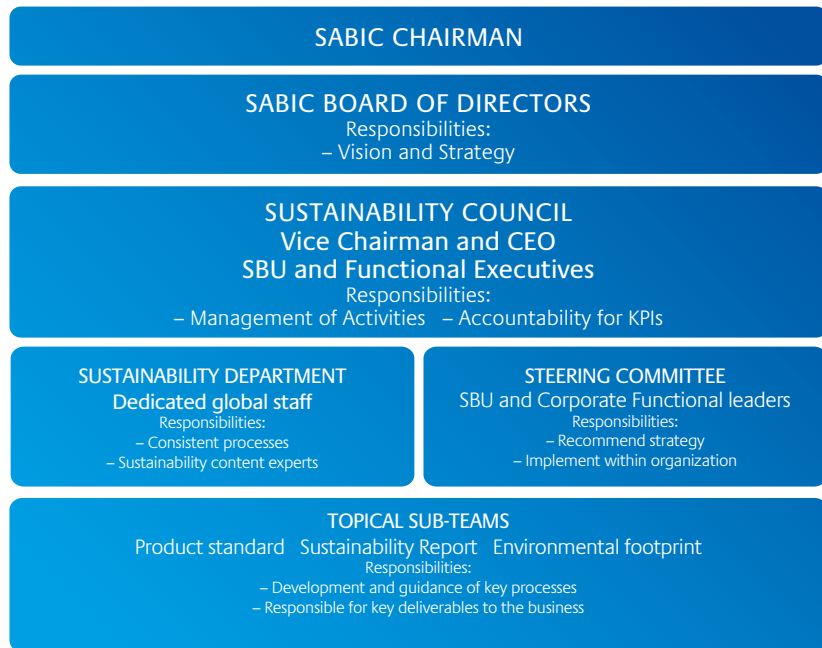 SABIC CHAIRMAN
SABIC BOARD OF DIRECTORS
Responsibilities:
– Vision and Strategy
SUSTAINABILITY COUNCIL
Vice Chairman and CEO
SBU and Functional Executives
Responsibilities:
– Management of Activities – Accountability for KPIs
SUSTAINABILITY DEPARTMENT
Dedicated global staff
Responsibilities:
– Consistent processes
– Sustainability content experts
STEERING COMMITTEE
SBU and Corporate Functional leaders
Responsibilities:
– Recommend strategy
– Implement within organization
TOPICAL SUB-TEAMS
Product standard Sustainability Report Environmental footprint
Responsibilities:
– Development and guidance of key processes
– Responsible for key deliverables to the business